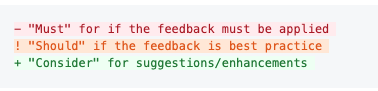 - "Must" for if the feedback must be applied
! "Should" if the feedback is best practice
+ "Consider" for suggestions/enhancements